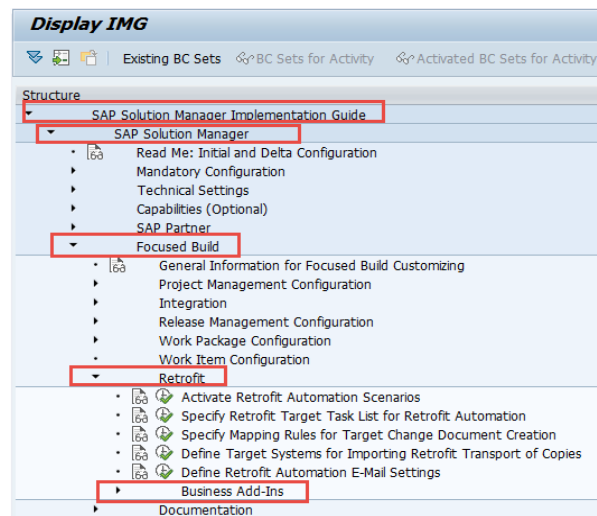 Display IMG
Existing BC Sets BC Sets for Activity Activated BC Sets for Activity
Structure
SAP Solution Manager Implementation Guide
SAP Solution Manager
Read Me: Initial and Delta Configuration
Mandatory Configuration
Technical Settings
Capabilities (Optional)
SAP Partner
Focused Build
General Information for Focused Build Customizing
Project Management Configuration
Integration
Release Management Configuration
Work Package Configuration
Work Item Configuration
Retrofit
Activate Retrofit Automation Scenarios
Specify Retrofit Target Task List for Retrofit Automation
Specify Mapping Rules for Target Change Document Creation
Define Target Systems for Importing Retrofit Transport of Copies
Define Retrofit Automation E-Mail Settings
Business Add-Ins
Documentation